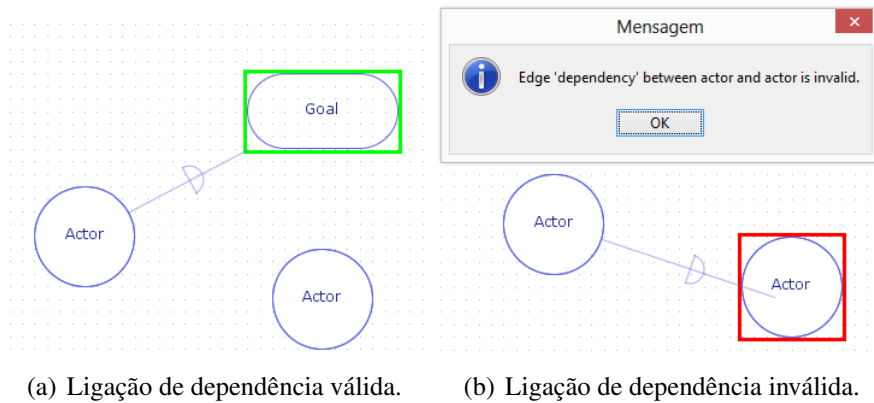 Goal
Actor
Actor
(a) Ligação de dependência válida.
Mensagem
×
Edge 'dependency' between actor and actor is invalid.
OK
Actor
Actor
(b) Ligação de dependência inválida.